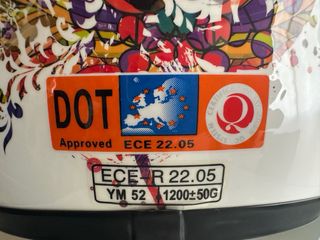 DOT
Approved ECE 22.05
Q
ECE-R 22.05
YM 52 1200±50G